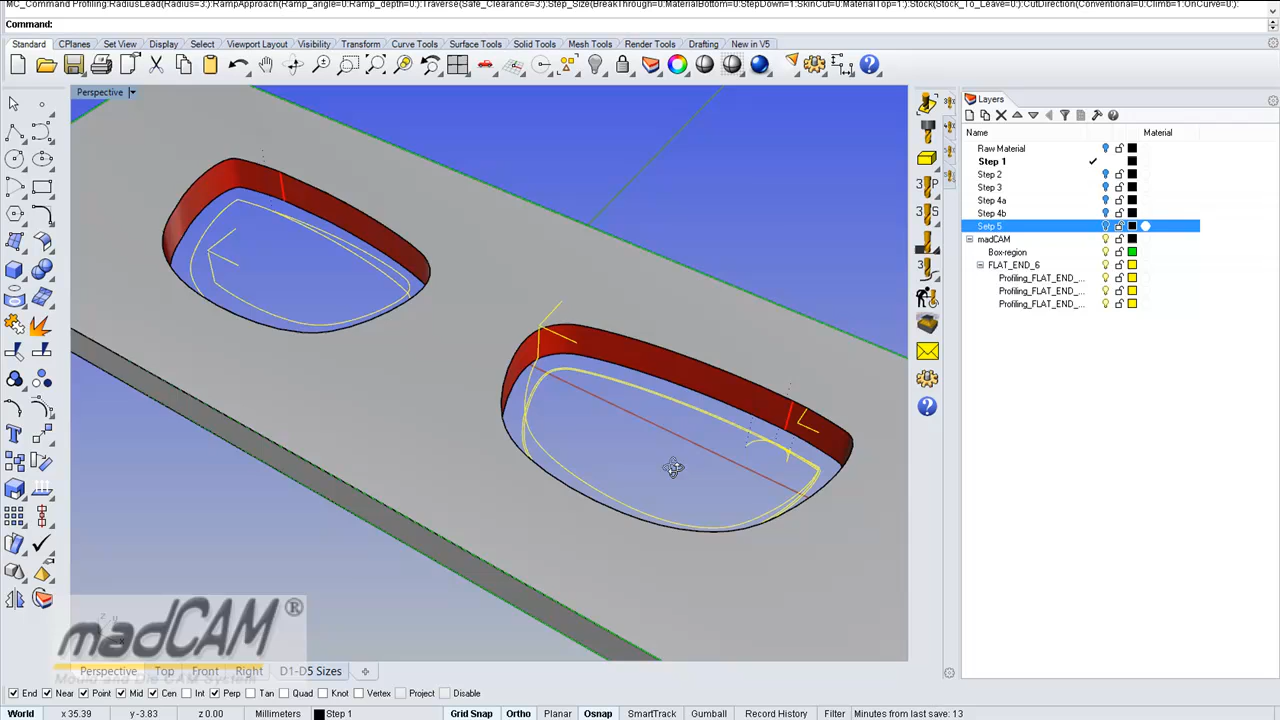 MC_Command Profiling:RadiusLead(Radius=3:).RampApproach(Ramp_angle=0:Ramp_depth=0:).Traverse(Safe_Clearance=3:).Step_Size(BreakThrough=0:MaterialBottom=0:StepDown=1:SkinCut=0:MaterialTop=1:).Stock(Stock_To_Leave=0:).CutDirection(Conventional=0:Climb=1:OnCurve=0:).
Command:
Standard CPlanes Set View Display Select Viewport Layout Visibility Transform Curve Tools Surface Tools Solid Tools Mesh Tools Render Tools Drafting New in V5
Perspective
Layers
Name Material
Raw Material
Step 1
Step 2
Step 3
Step 4a
Step 4b
Setp 5
madCAM
Box-region
FLAT_END_6
Profiling_FLAT_END_...
Profiling_FLAT_END_...
Profiling_FLAT_END_...
madCAM®
Mould and Die CAM System
Perspective Top Front Right D1-D5 Sizes
End Near Point Mid Cen Int Perp Tan Quad Knot Vertex Project Disable
World x 35.39 y -3.83 z 0.00 Millimeters Step 1 Grid Snap Ortho Planar Osnap SmartTrack Gumball Record History Filter Minutes from last save: 13